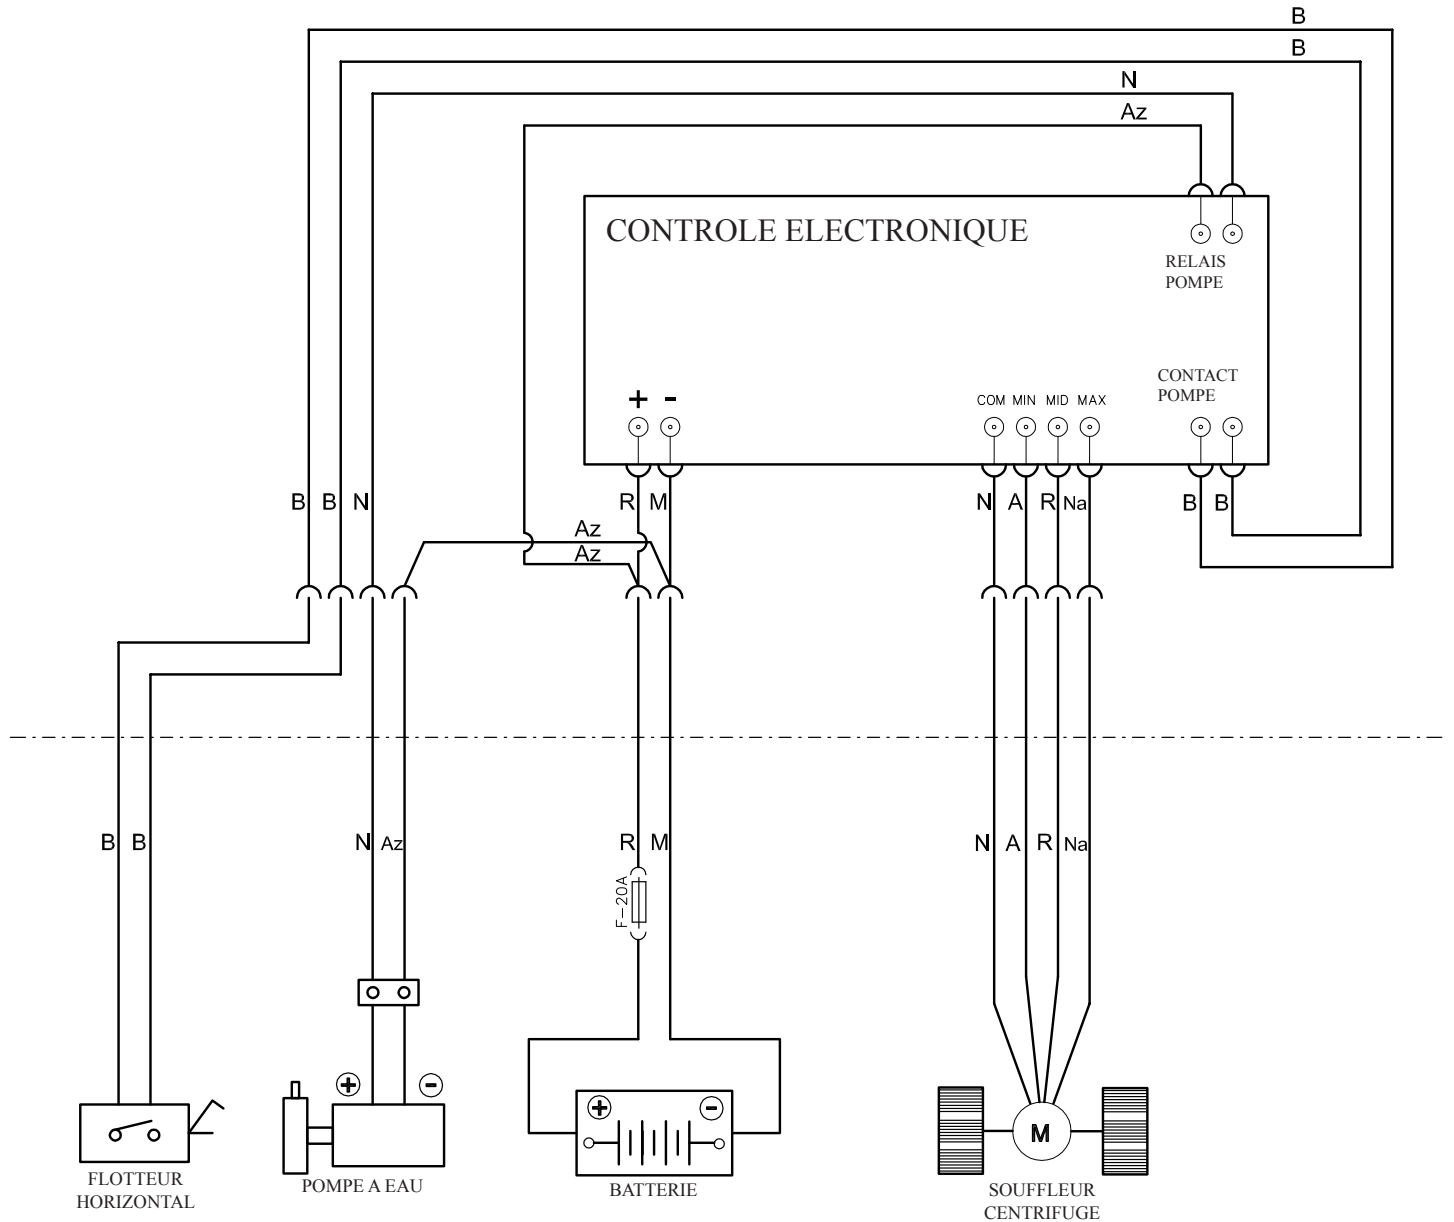 B
B
N
Az
CONTROLE ELECTRONIQUE
RELAIS
POMPE
CONTACT
POMPE
+ -
COM MIN MID MAX
B B N R M N A R Na B B
Az
Az
B B N Az R M N A R Na
F-20A
+ - + - M
FLOTTEUR
HORIZONTAL
POMPE A EAU
BATTERIE
SOUFFLEUR
CENTRIFUGE